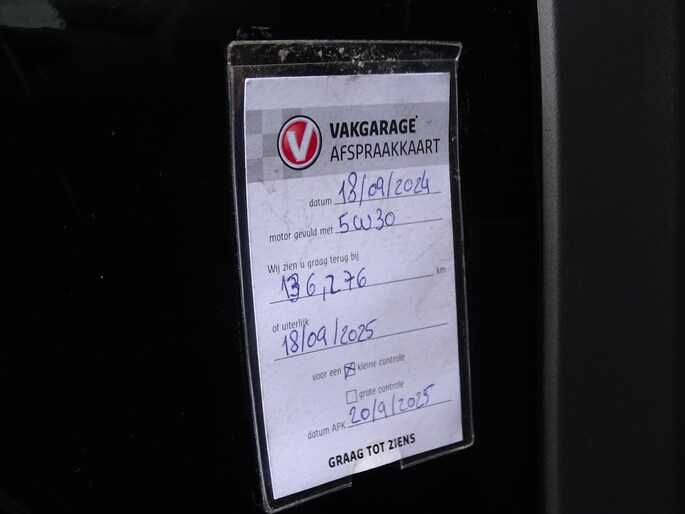 V VAKGARAGE
AFSPRAAKKAART
datum 18/09/2024
motor gevuld met 5W30
Wij zien u graag terug bij
136,276 km
of uiterlijk
18/09/2025
voor een ☒ kleine controle
☐ grote controle
datum APK 20/9/2025
GRAAG TOT ZIENS